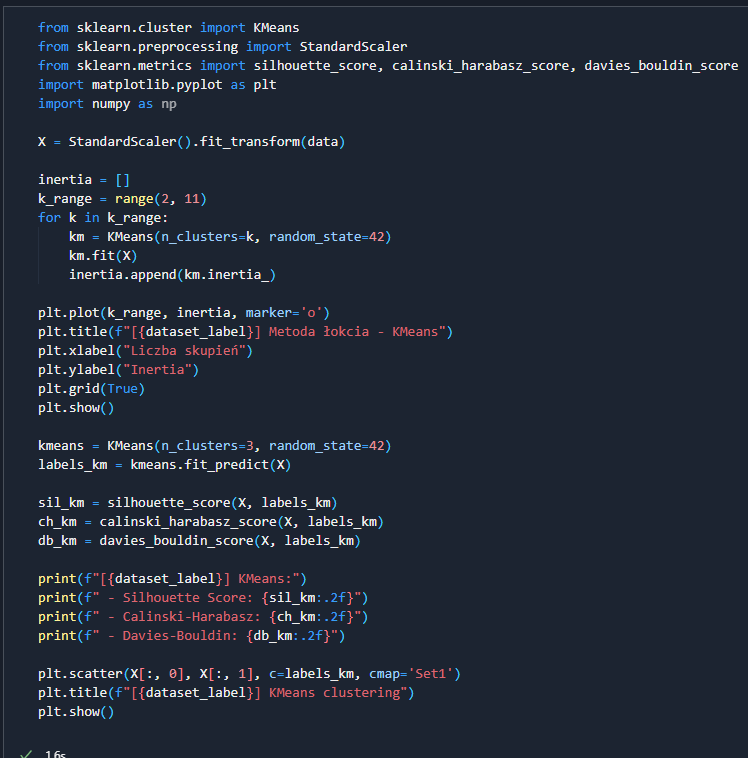 from sklearn.cluster import KMeans
from sklearn.preprocessing import StandardScaler
from sklearn.metrics import silhouette_score, calinski_harabasz_score, davies_bouldin_score
import matplotlib.pyplot as plt
import numpy as np
X = StandardScaler().fit_transform(data)
inertia = []
k_range = range(2, 11)
for k in k_range:
    km = KMeans(n_clusters=k, random_state=42)
    km.fit(X)
    inertia.append(km.inertia_)
plt.plot(k_range, inertia, marker='o')
plt.title(f"[{dataset_label}] Metoda łokcia - KMeans")
plt.xlabel("Liczba skupień")
plt.ylabel("Inertia")
plt.grid(True)
plt.show()
kmeans = KMeans(n_clusters=3, random_state=42)
labels_km = kmeans.fit_predict(X)
sil_km = silhouette_score(X, labels_km)
ch_km = calinski_harabasz_score(X, labels_km)
db_km = davies_bouldin_score(X, labels_km)
print(f"[{dataset_label}] KMeans:")
print(f" - Silhouette Score: {sil_km:.2f}")
print(f" - Calinski-Harabasz: {ch_km:.2f}")
print(f" - Davies-Bouldin: {db_km:.2f}")
plt.scatter(X[:, 0], X[:, 1], c=labels_km, cmap='Set1')
plt.title(f"[{dataset_label}] KMeans clustering")
plt.show()